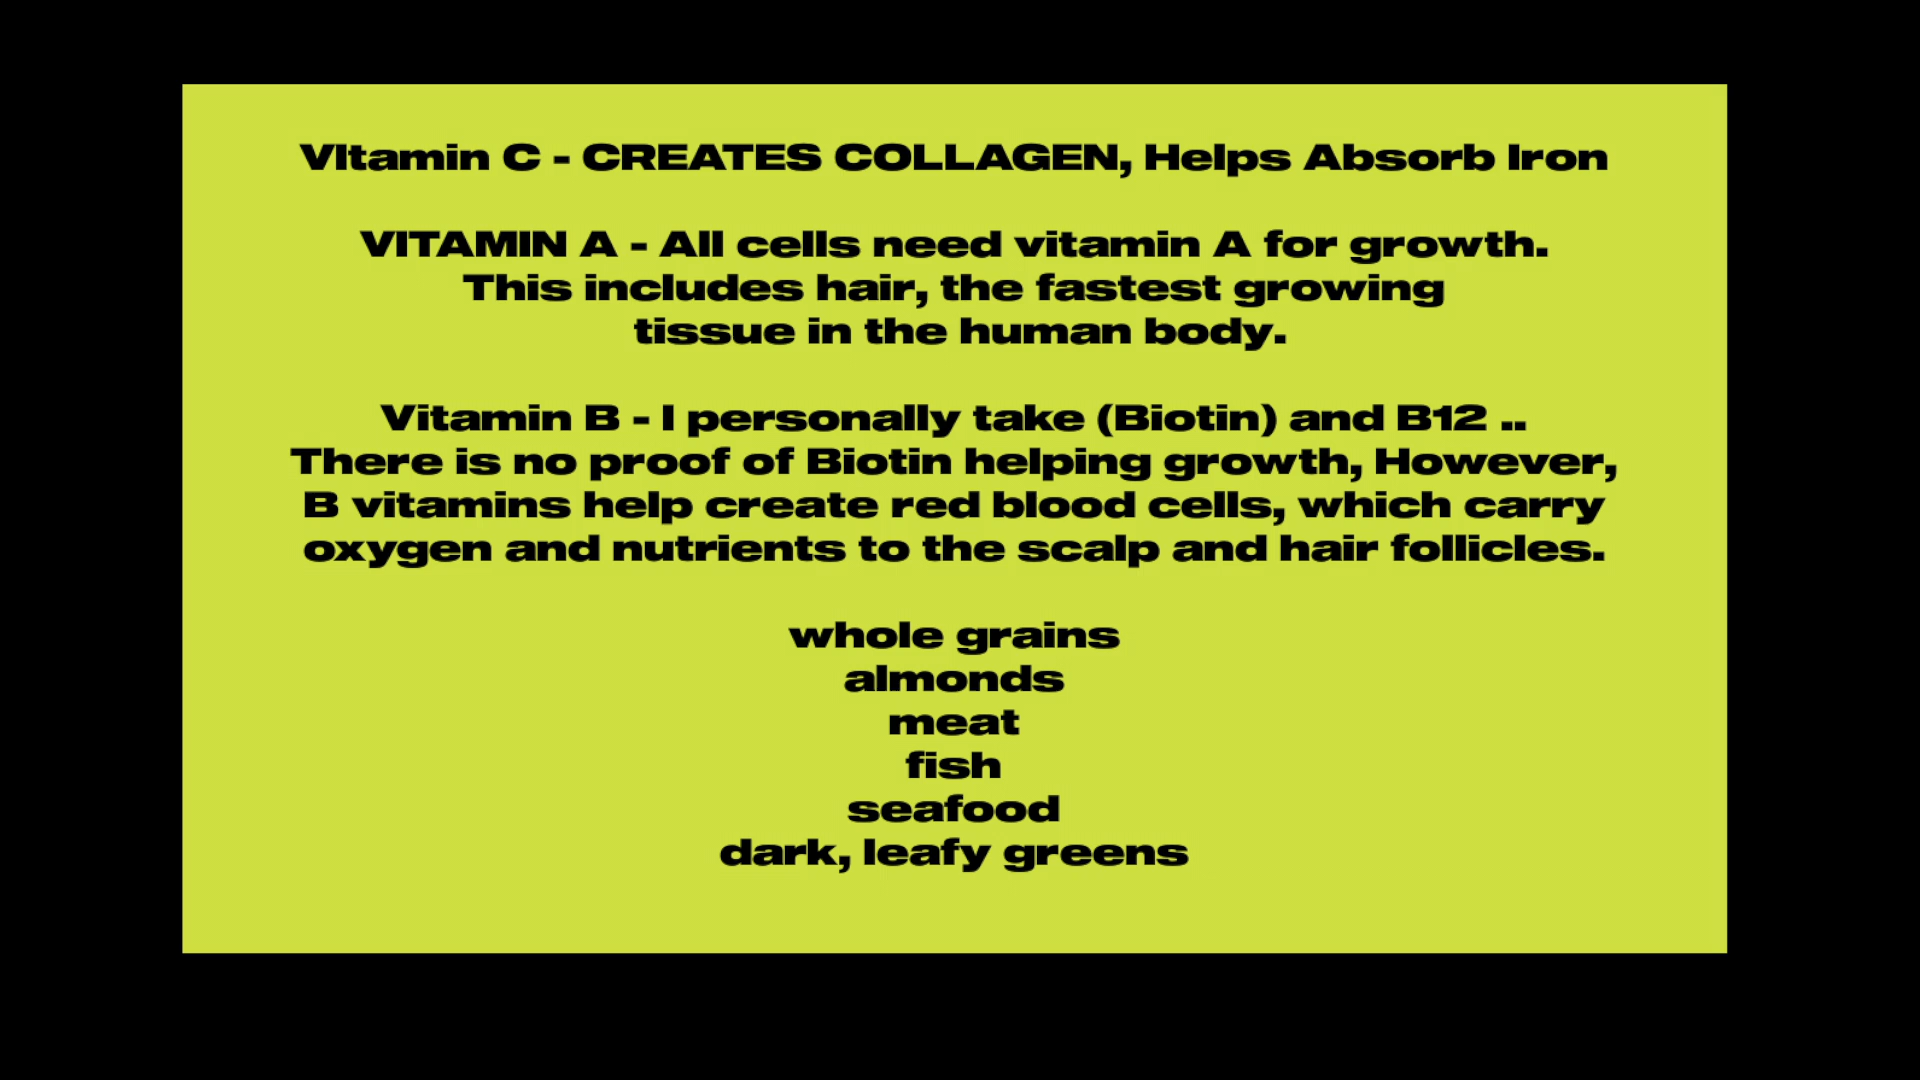 VItamin C - CREATES COLLAGEN, Helps Absorb Iron
VITAMIN A - All cells need vitamin A for growth.
This includes hair, the fastest growing
tissue in the human body.
Vitamin B - I personally take (Biotin) and B12 ..
There is no proof of Biotin helping growth, However,
B vitamins help create red blood cells, which carry
oxygen and nutrients to the scalp and hair follicles.
whole grains
almonds
meat
fish
seafood
dark, leafy greens